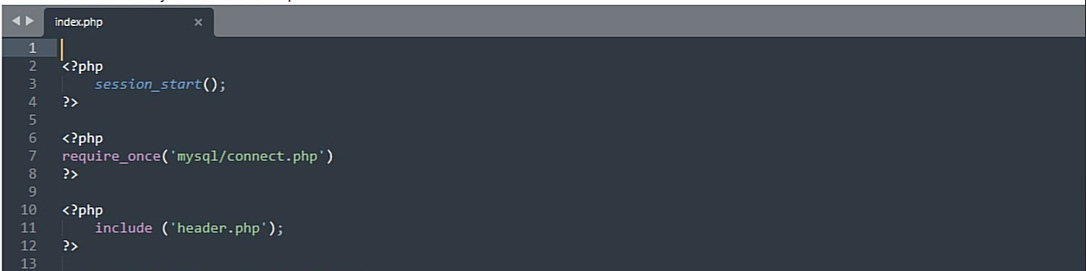 index.php ×
1
2 <?php
3     session_start();
4 ?>
5
6 <?php
7 require_once('mysql/connect.php')
8 ?>
9
10 <?php
11     include ('header.php');
12 ?>
13